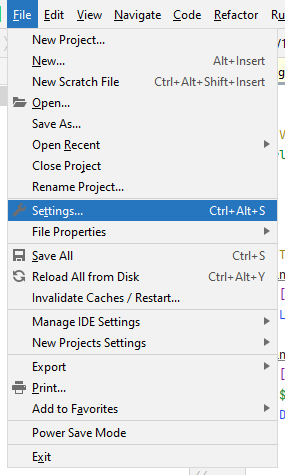 File Edit View Navigate Code Refactor Ru
New Project...
New... Alt+Insert
New Scratch File Ctrl+Alt+Shift+Insert
Open...
Save As...
Open Recent
Close Project
Rename Project...
Settings... Ctrl+Alt+S
File Properties
Save All Ctrl+S
Reload All from Disk Ctrl+Alt+Y
Invalidate Caches / Restart...
Manage IDE Settings
New Projects Settings
Export
Print...
Add to Favorites
Power Save Mode
Exit